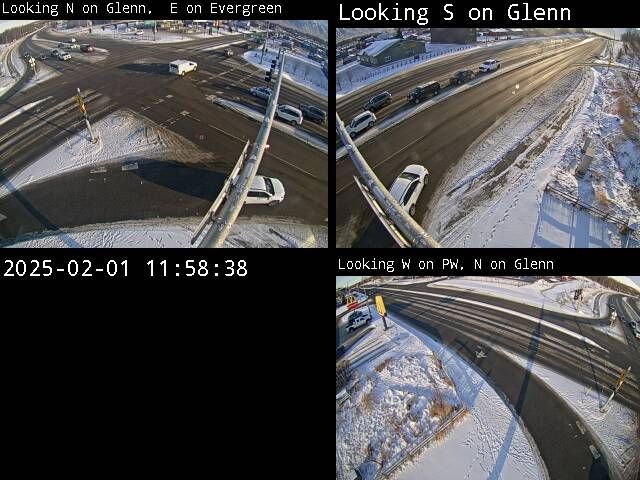 Looking N on Glenn,  E on Evergreen
Looking S on Glenn
2025-02-01 11:58:38
Looking W on PW, N on Glenn